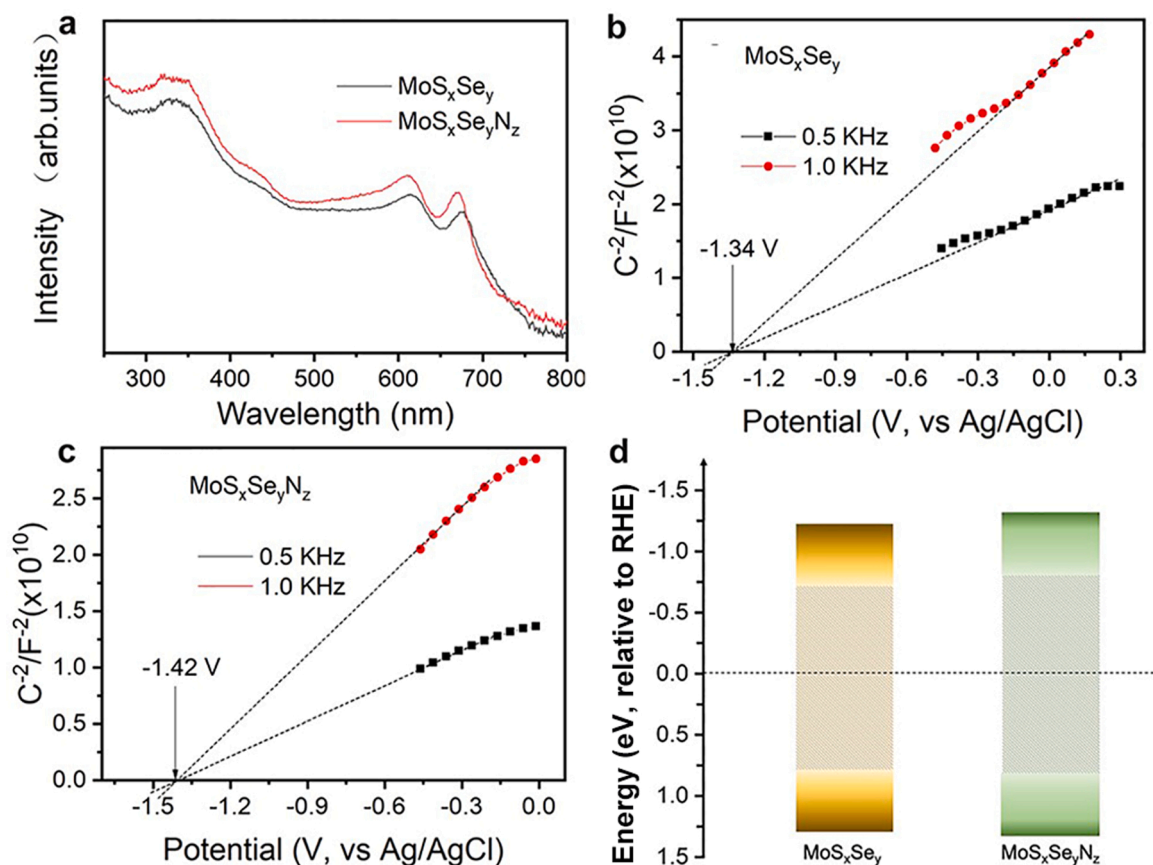 a
Intensity （arb.units）
MoSxSey
MoSxSeyNz
300 400 500 600 700 800
Wavelength (nm)
b
MoSxSey
0.5 KHz
1.0 KHz
C-2/F-2(x1010)
4
3
2
1
0
-1.34 V
-1.5 -1.2 -0.9 -0.6 -0.3 0.0 0.3
Potential (V, vs Ag/AgCl)
c
MoSxSeyNz
0.5 KHz
1.0 KHz
C-2/F-2(x1010)
2.5
2.0
1.5
1.0
0.5
0.0
-1.42 V
-1.5 -1.2 -0.9 -0.6 -0.3 0.0
Potential (V, vs Ag/AgCl)
d
Energy (eV, relative to RHE)
-1.5
-1.0
-0.5
0.0
0.5
1.0
1.5
MoSxSey
MoSxSeyNz